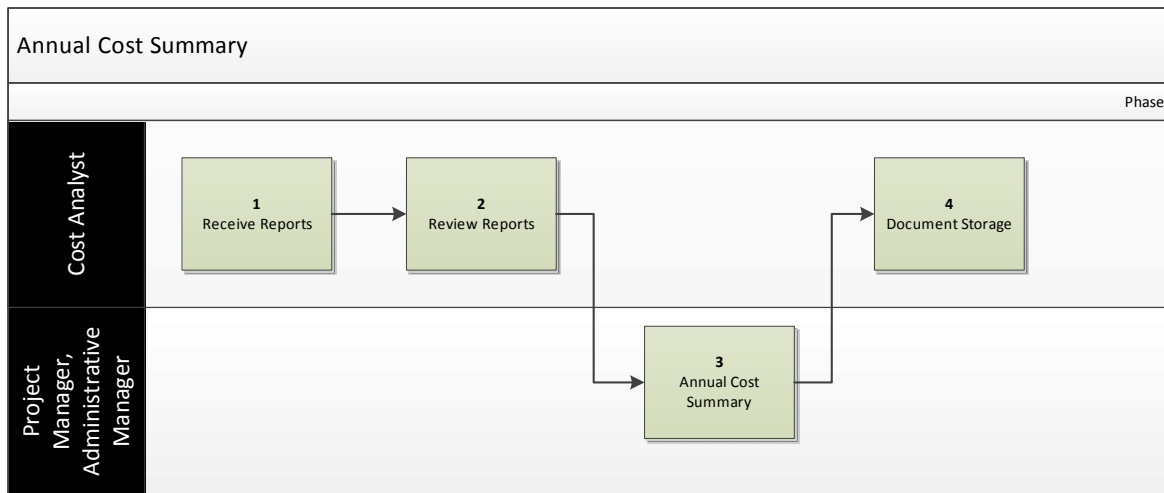 Annual Cost Summary
Phase
Cost Analyst
1
Receive Reports
2
Review Reports
4
Document Storage
Project
Manager,
Administrative
Manager
3
Annual Cost
Summary